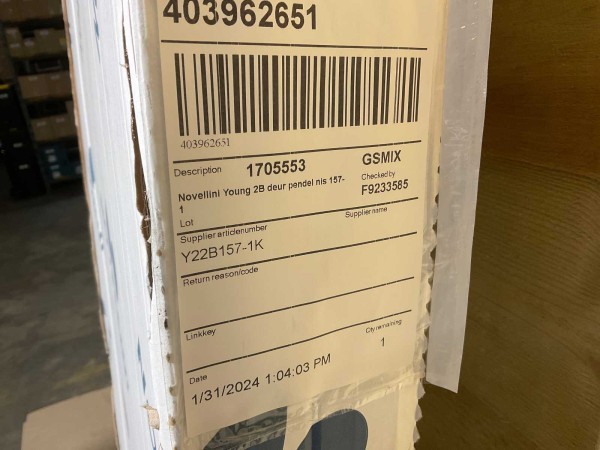 403962651
403962651
Description 1705553 GSMIX
Novellini Young 2B deur pendel nis 157- Checked by
1 F9233585
Lot
Supplier articlenumber Supplier name
Y22B157-1K
Return reason/code
Linkkey Qty remaining
1
Date
1/31/2024 1:04:03 PM